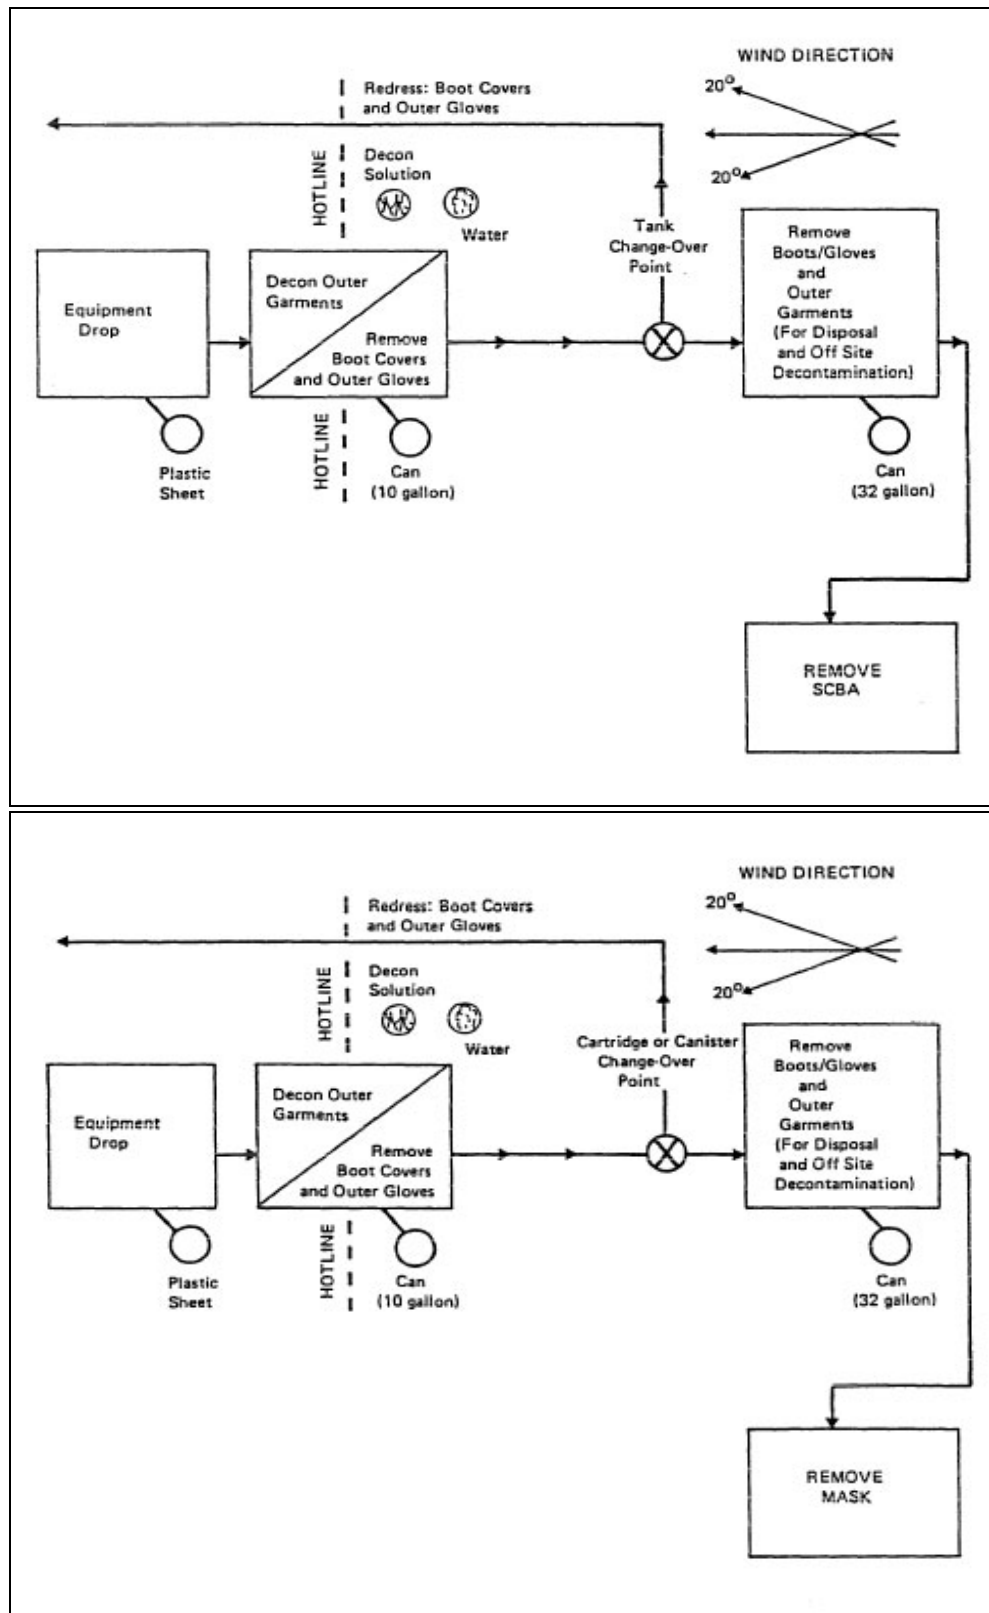 WIND DIRECTION
20°
20°
Redress: Boot Covers
and Outer Gloves
HOTLINE
Decon
Solution
Water
Tank
Change-Over
Point
Equipment
Drop
Decon Outer
Garments
Remove
Boot Covers
and Outer Gloves
Remove
Boots/Gloves
and
Outer
Garments
(For Disposal
and Off Site
Decontamination)
Plastic
Sheet
HOTLINE
Can
(10 gallon)
Can
(32 gallon)
REMOVE
SCBA
WIND DIRECTION
20°
20°
Redress: Boot Covers
and Outer Gloves
HOTLINE
Decon
Solution
Water
Cartridge or Canister
Change-Over
Point
Equipment
Drop
Decon Outer
Garments
Remove
Boot Covers
and Outer Gloves
Remove
Boots/Gloves
and
Outer
Garments
(For Disposal
and Off Site
Decontamination)
Plastic
Sheet
HOTLINE
Can
(10 gallon)
Can
(32 gallon)
REMOVE
MASK